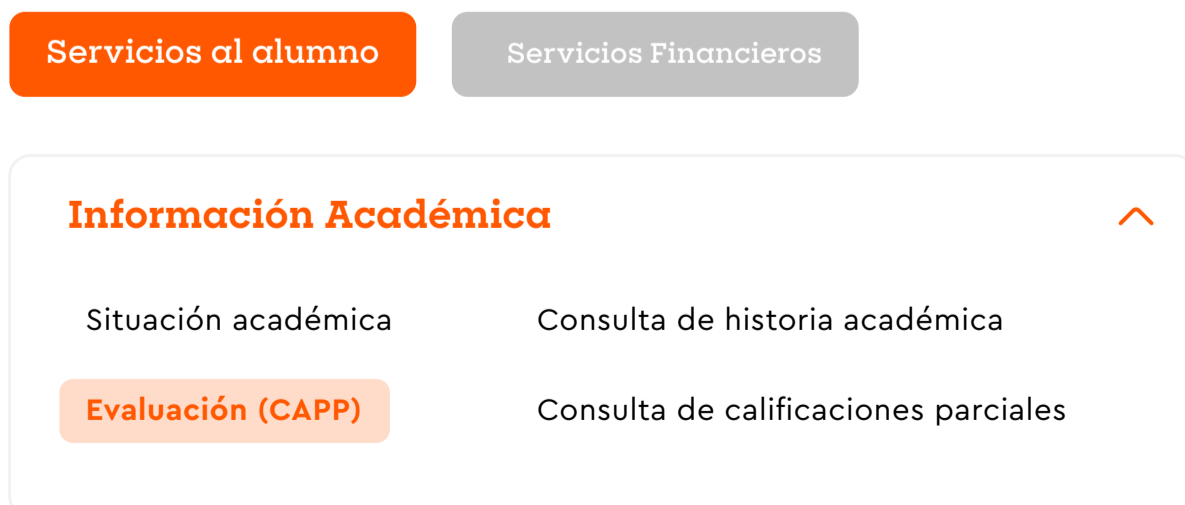 Servicios al alumno
Servicios Financieros
Información Académica
Situación académica
Consulta de historia académica
Evaluación (CAPP)
Consulta de calificaciones parciales